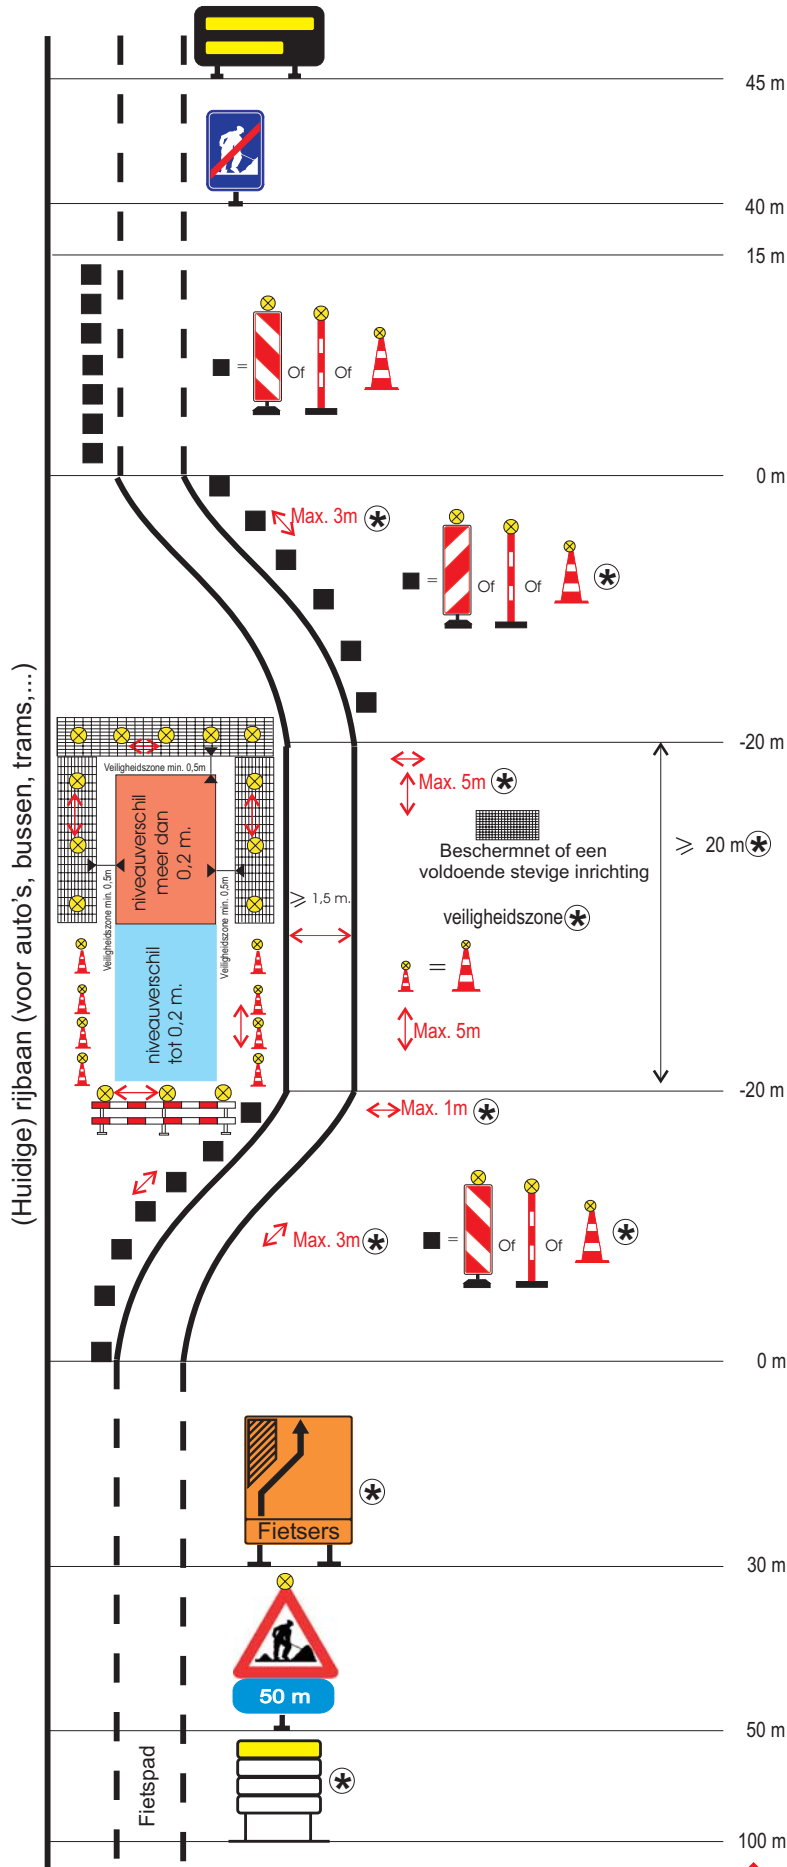 45 m
40 m
15 m
= Of Of
0 m
Max. 3m *
= Of Of *
(Huidige) rijbaan (voor auto's, bussen, trams,...)
-20 m
Veiligheidszone min. 0,5m
Max. 5m *
niveauverschil
meer dan
0,2 m.
Veiligheidszone min. 0,5m
Veiligheidszone min. 0,5m
⩾ 1,5 m.
Beschermnet of een
voldoende stevige inrichting
⩾ 20 m *
veiligheidszone *
niveauverschil
tot 0,2 m.
=
Max. 5m
-20 m
Max. 1m *
Max. 3m *
= Of Of *
0 m
Fietsers
*
30 m
50 m
50 m
Fietspad
*
100 m